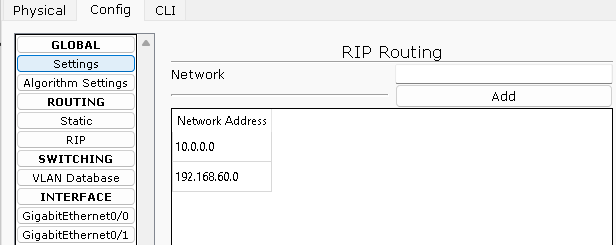 Physical Config CLI
GLOBAL
Settings
Algorithm Settings
ROUTING
Static
RIP
SWITCHING
VLAN Database
INTERFACE
GigabitEthernet0/0
GigabitEthernet0/1
RIP Routing
Network
Add
Network Address
10.0.0.0
192.168.60.0